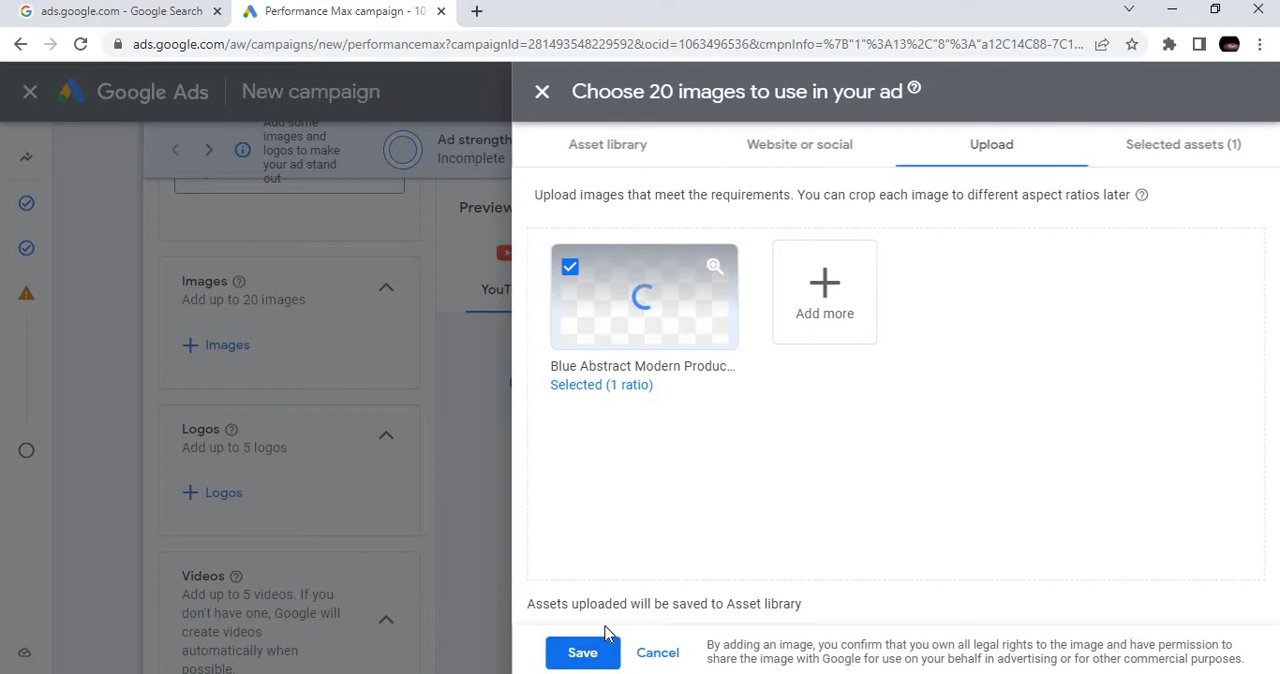 ads.google.com - Google Search
Performance Max campaign - 10
ads.google.com/aw/campaigns/new/performancemax?campaignId=281493548229592&ocid=1063496536&cmpnInfo=%7B"1"%3A13%2C"8"%3A"a12C14C88-7C1...
Google Ads
New campaign
Choose 20 images to use in your ad
Asset library
Website or social
Upload
Selected assets (1)
Add some
images and
logos to make
your ad stand
out
Ad strength
Incomplete
Upload images that meet the requirements. You can crop each image to different aspect ratios later
Preview
YouT
Images
Add up to 20 images
Images
Add more
Blue Abstract Modern Produc...
Selected (1 ratio)
Logos
Add up to 5 logos
Logos
Videos
Add up to 5 videos. If you
don't have one, Google will
create videos
automatically when
possible.
Assets uploaded will be saved to Asset library
Save
Cancel
By adding an image, you confirm that you own all legal rights to the image and have permission to
share the image with Google for use on your behalf in advertising or for other commercial purposes.